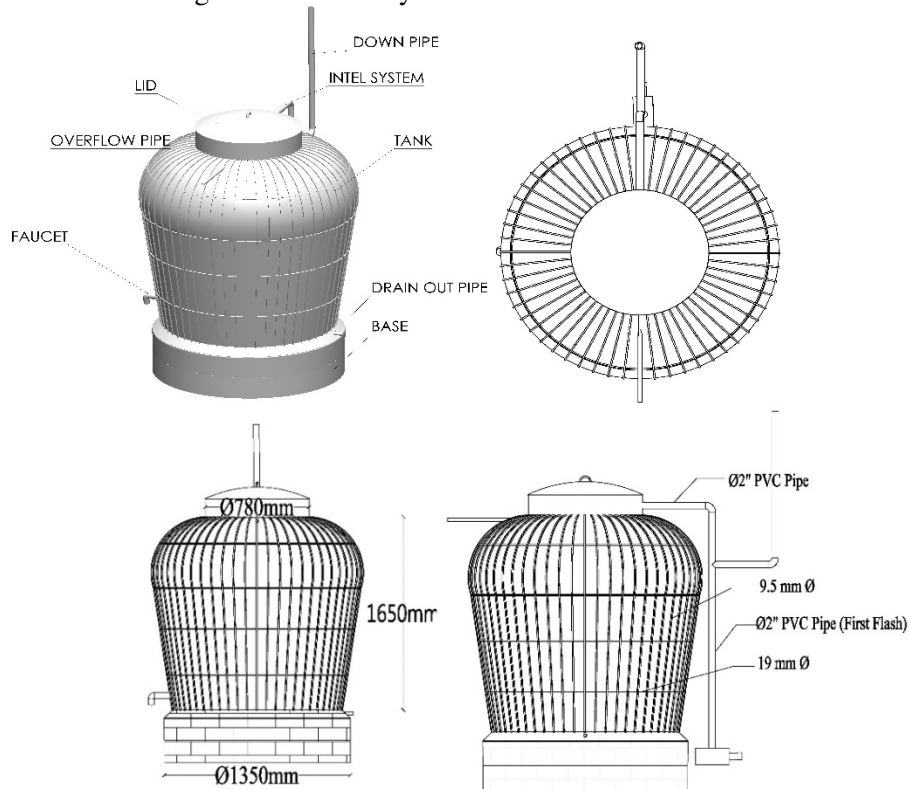 DOWN PIPE
LID
INTEL SYSTEM
OVERFLOW PIPE
TANK
FAUCET
DRAIN OUT PIPE
BASE
Ø780mm
1650mm
Ø1350mm
Ø2" PVC Pipe
9.5 mm Ø
Ø2" PVC Pipe (First Flash)
19 mm Ø